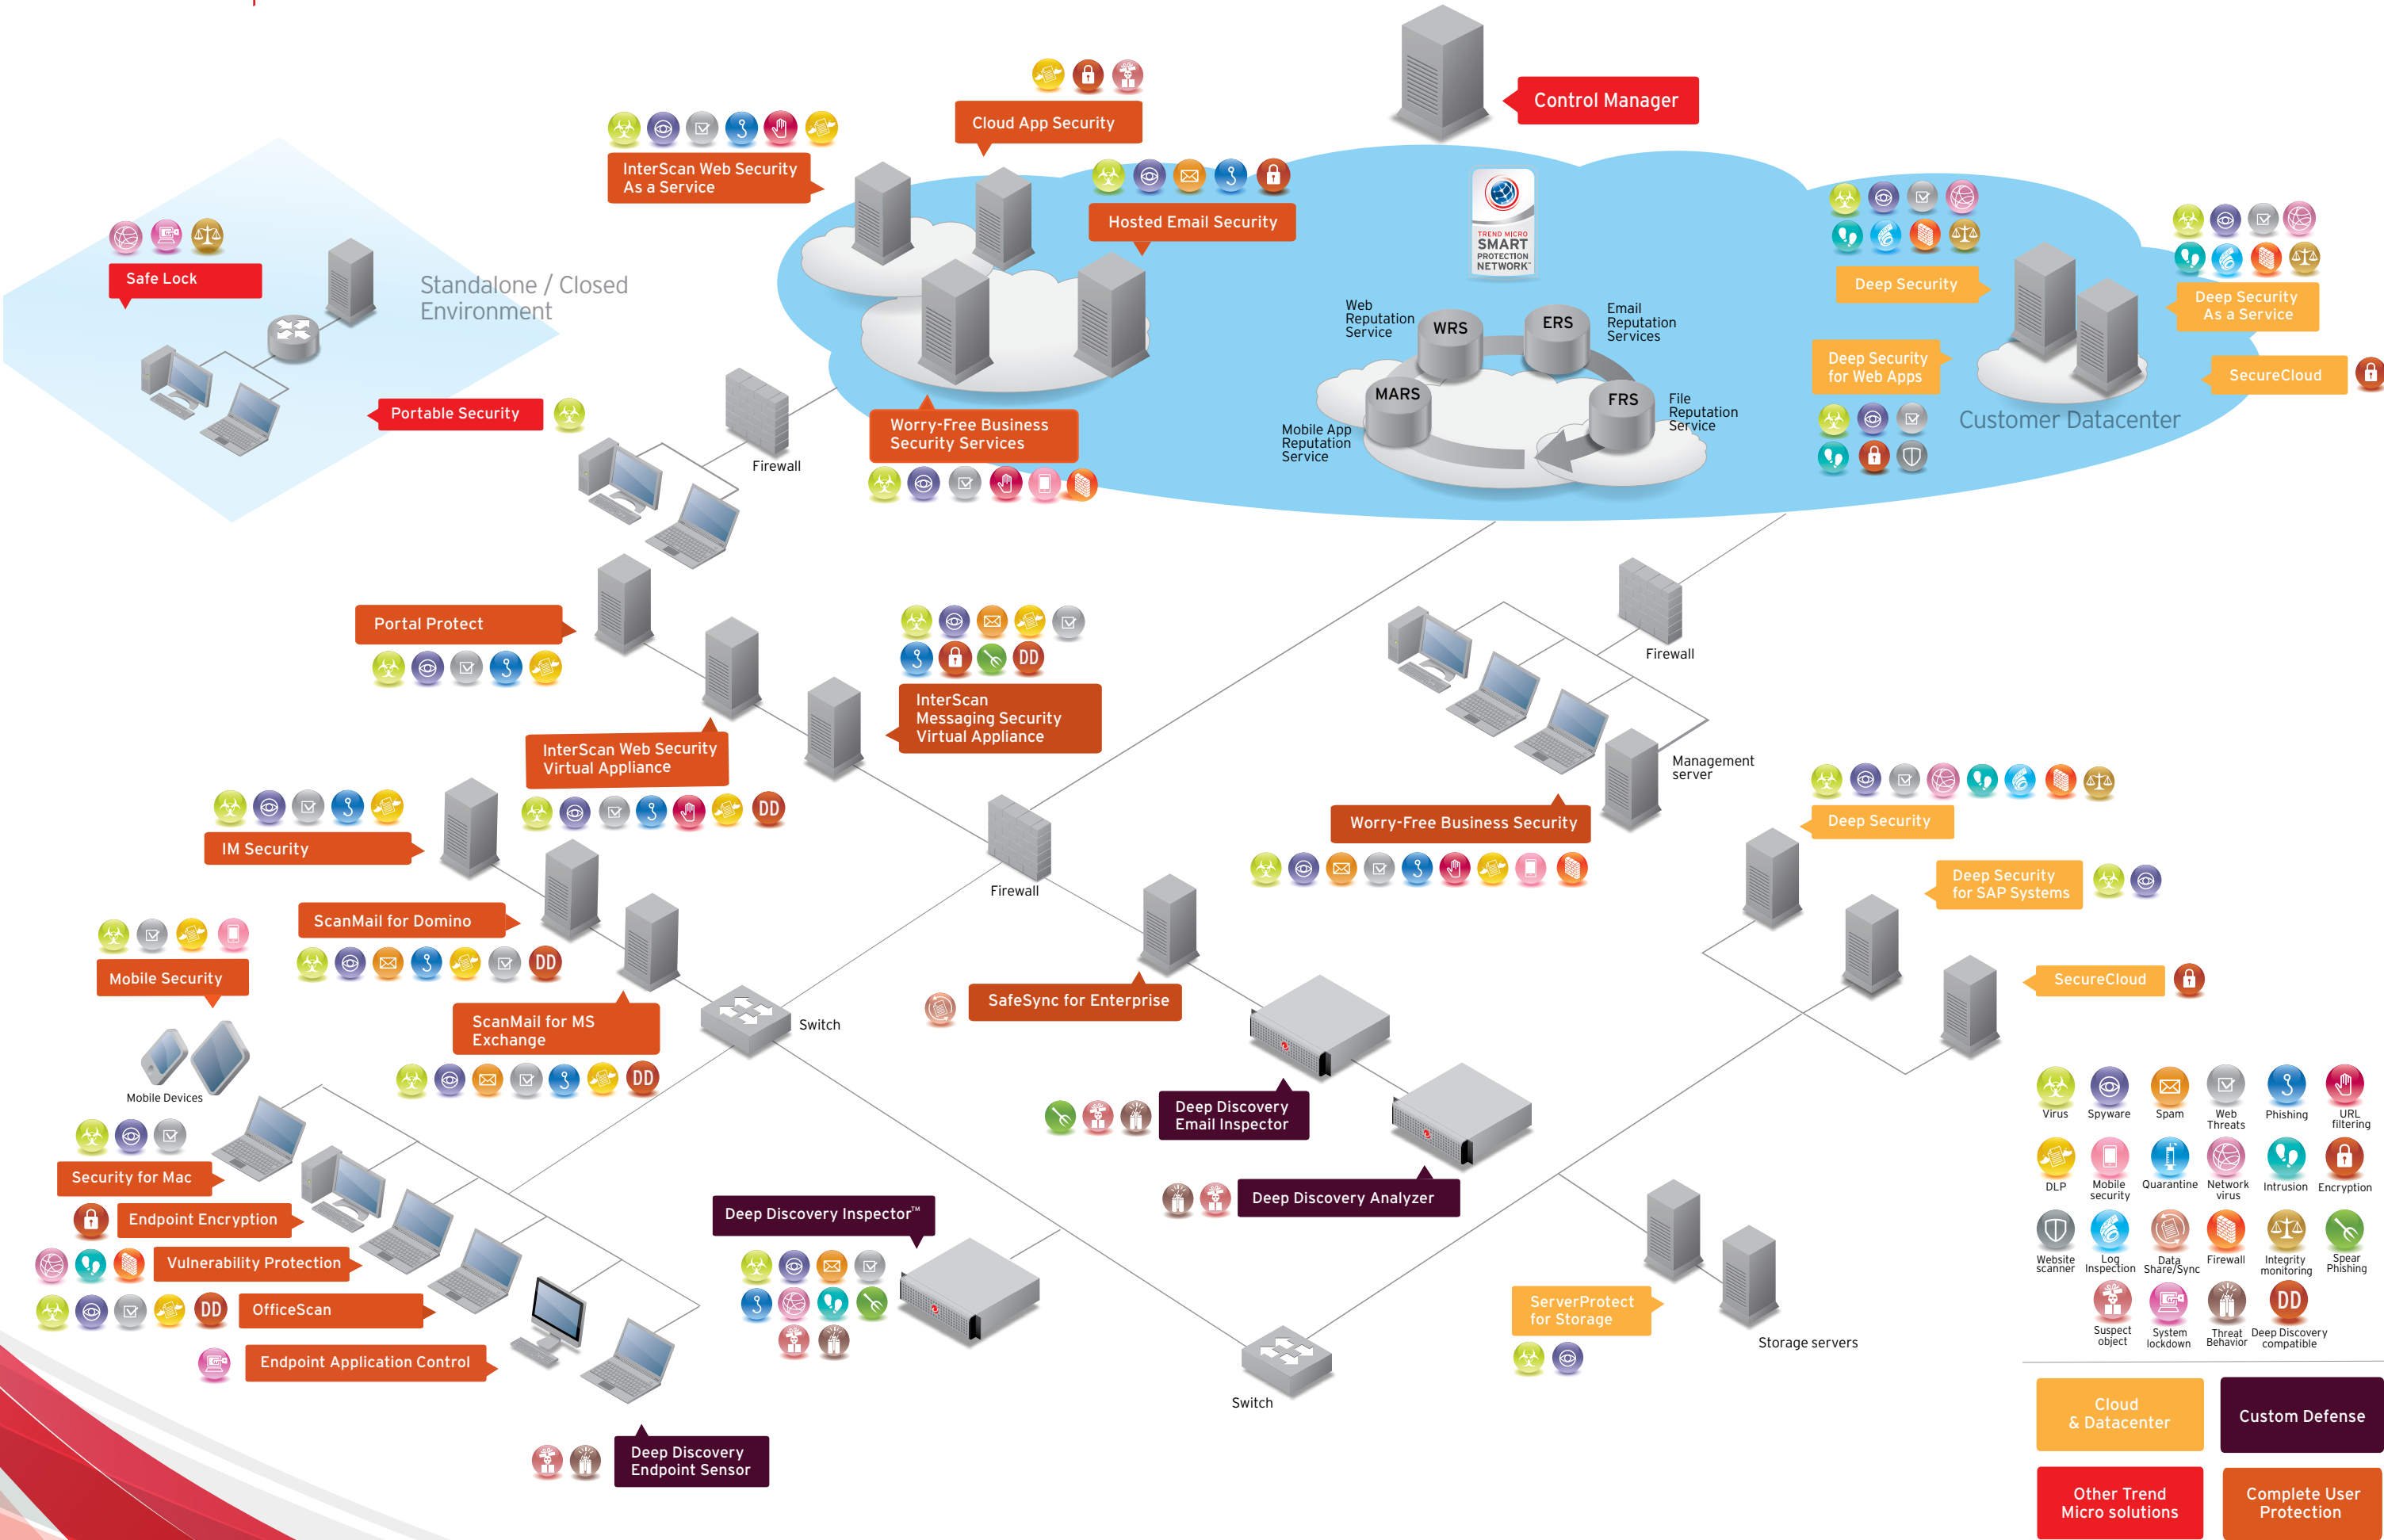 Control Manager
Cloud App Security
InterScan Web Security
As a Service
Hosted Email Security
TREND MICRO
SMART
PROTECTION
NETWORK™
Safe Lock
Standalone / Closed
Environment
Portable Security
Firewall
Worry-Free Business
Security Services
Web
Reputation
Service
WRS
ERS
Email
Reputation
Services
MARS
Mobile App
Reputation
Service
FRS
File
Reputation
Service
Deep Security
Deep Security
As a Service
Deep Security
for Web Apps
SecureCloud
Customer Datacenter
Portal Protect
InterScan
Messaging Security
Virtual Appliance
InterScan Web Security
Virtual Appliance
DD
DD
Firewall
Management
server
Worry-Free Business Security
IM Security
ScanMail for Domino
DD
ScanMail for MS
Exchange
DD
Mobile Security
Mobile Devices
Switch
Firewall
SafeSync for Enterprise
Deep Security
Deep Security
for SAP Systems
SecureCloud
Deep Discovery
Email Inspector
Deep Discovery Analyzer
Deep Discovery Inspector™
Security for Mac
Endpoint Encryption
Vulnerability Protection
DD
OfficeScan
Endpoint Application Control
Deep Discovery
Endpoint Sensor
Switch
ServerProtect
for Storage
Storage servers
Virus
Spyware
Spam
Web
Threats
Phishing
URL
filtering
DLP
Mobile
security
Quarantine
Network
virus
Intrusion
Encryption
Website
scanner
Log
Inspection
Data
Share/Sync
Firewall
Integrity
monitoring
Spear
Phishing
Suspect
object
System
lockdown
Threat
Behavior
DD
Deep Discovery
compatible
Cloud
& Datacenter
Custom Defense
Other Trend
Micro solutions
Complete User
Protection